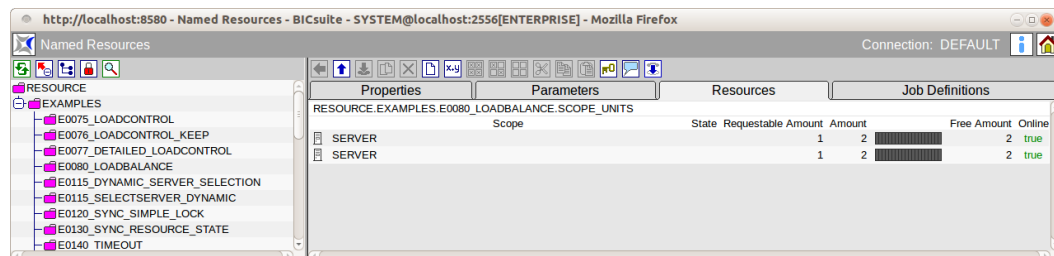 http://localhost:8580 - Named Resources - BICsuite - SYSTEM@localhost:2556[ENTERPRISE] - Mozilla Firefox
Named Resources
Connection: DEFAULT
x.y
Properties
Parameters
Resources
Job Definitions
RESOURCE
EXAMPLES
E0075_LOADCONTROL
E0076_LOADCONTROL_KEEP
E0077_DETAILED_LOADCONTROL
E0080_LOADBALANCE
E0115_DYNAMIC_SERVER_SELECTION
E0115_SELECTSERVER_DYNAMIC
E0120_SYNC_SIMPLE_LOCK
E0130_SYNC_RESOURCE_STATE
E0140_TIMEOUT
RESOURCE.EXAMPLES.E0080_LOADBALANCE.SCOPE_UNITS
Scope State Requestable Amount Amount Free Amount Online
SERVER 1 2 2 true
SERVER 1 2 2 true